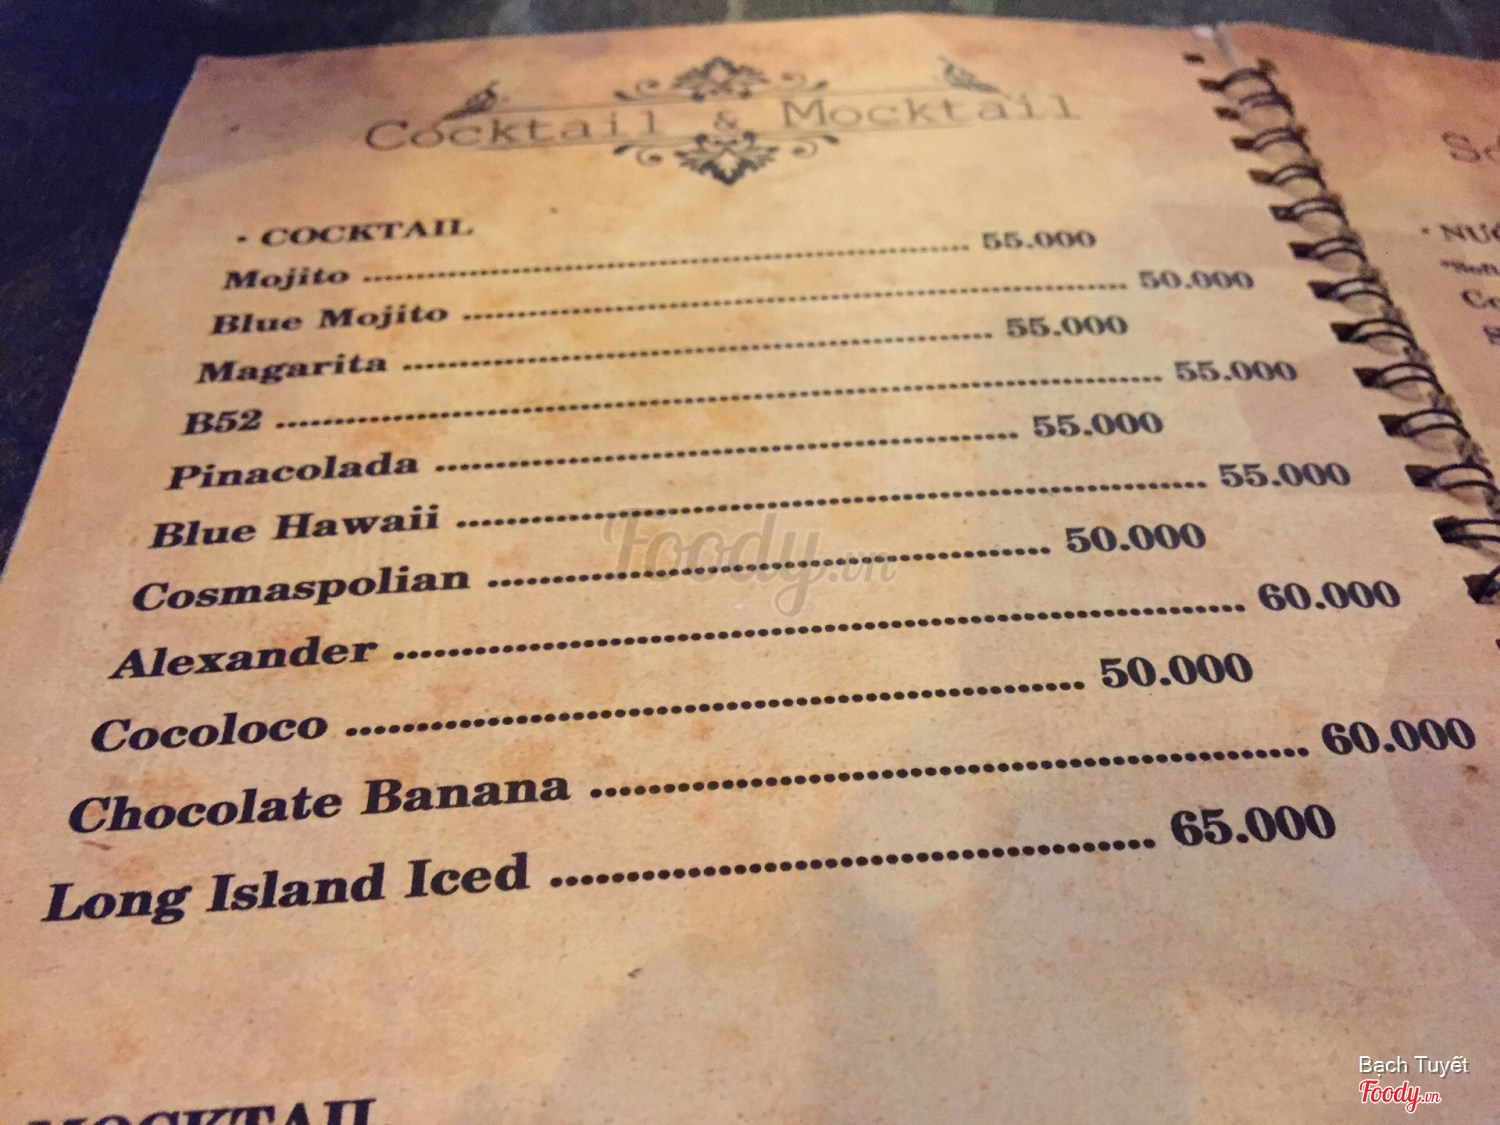 Cocktail & Mocktail
• COCKTAIL
Mojito ........ 55.000
Blue Mojito ........ 50.000
Magarita ........ 55.000
B52 ........ 55.000
Pinacolada ........ 55.000
Blue Hawaii ........ 55.000
Cosmaspolian ........ 50.000
Alexander ........ 60.000
Cocoloco ........ 50.000
Chocolate Banana ........ 60.000
Long Island Iced ........ 65.000
MOCKTAIL
Foody.vn
Bạch Tuyết
Foody.vn